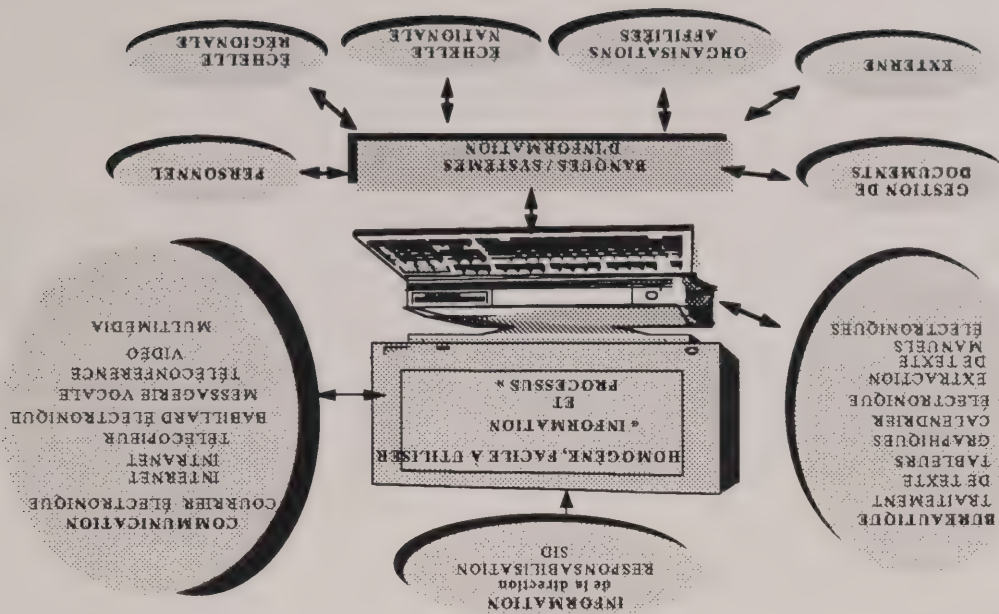 INFORMATION
de la direction
RESPONSABILISATION
SID
BUREAUTIQUE
TRAITEMENT
DE TEXTE
TABLEURS
GRAPHIQUES
CALENDRIER
ÉLECTRONIQUE
EXTRACTION
DE TEXTE
MANUELS
ÉLECTRONIQUES
HOMOGÈNE, FACILE À UTILISER
« INFORMATION
ET
PROCESSUS »
COMMUNICATION
COURRIER ÉLECTRONIQUE
INTERNET
INTRANET
TÉLÉCOPIEUR
BABILLARD ÉLECTRONIQUE
MESSAGERIE VOCALE
TÉLÉCONFÉRENCE
VIDÉO
MULTIMÉDIA
GESTION DE
DOCUMENTS
BANQUES/SYSTÈMES
D'INFORMATION
PERSONNEL
EXTERNE
ORGANISATIONS
AFFILIÉES
ÉCHELLE
NATIONALE
ÉCHELLE
RÉGIONALE